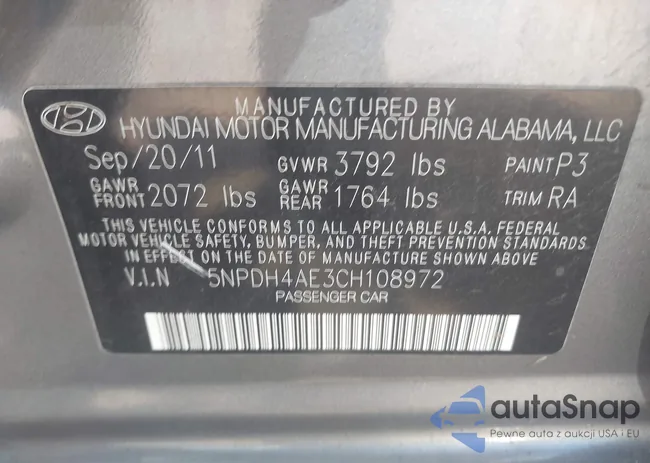 MANUFACTURED BY
HYUNDAI MOTOR MANUFACTURING ALABAMA, LLC
Sep/20/11 GVWR 3792 lbs PAINT P3
GAWR FRONT 2072 lbs GAWR REAR 1764 lbs TRIM RA
THIS VEHICLE CONFORMS TO ALL APPLICABLE U.S.A. FEDERAL
MOTOR VEHICLE SAFETY, BUMPER, AND THEFT PREVENTION STANDARDS
IN EFFECT ON THE DATE OF MANUFACTURE SHOWN ABOVE
V.I.N 5NPDH4AE3CH108972
PASSENGER CAR
autaSnap
Pewne auta z aukcji USA i EU